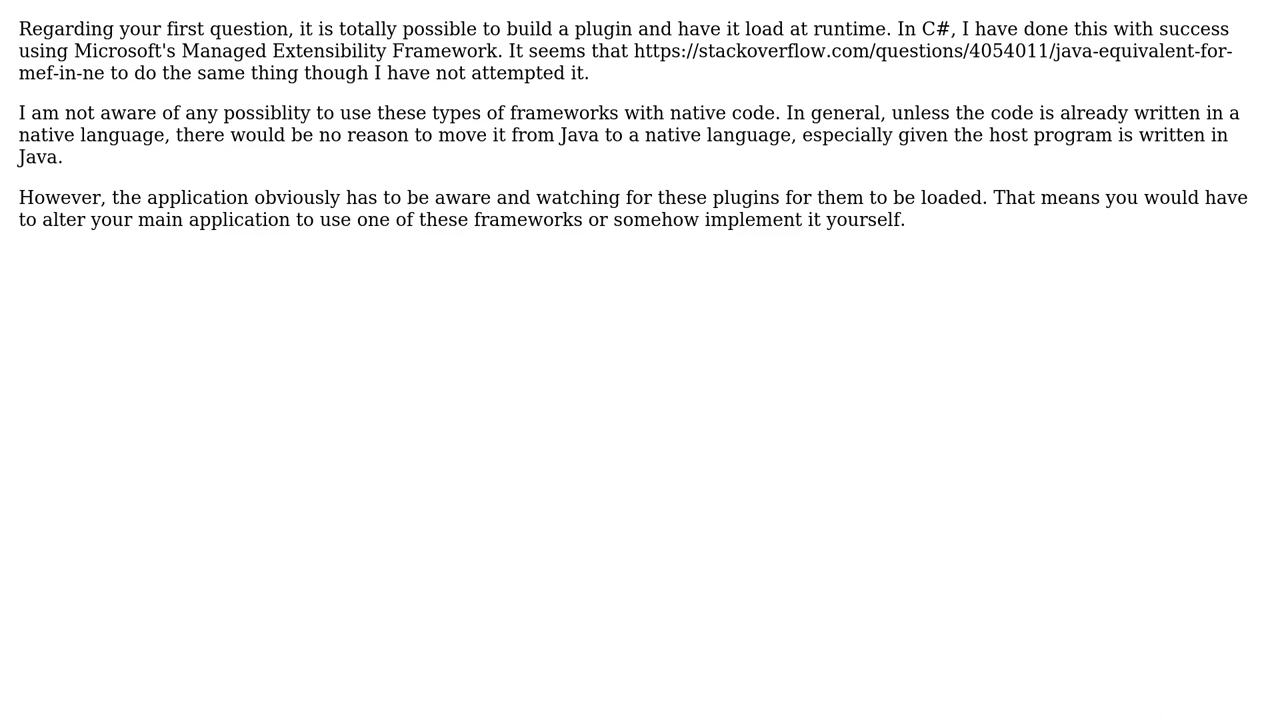 Regarding your first question, it is totally possible to build a plugin and have it load at runtime. In C#, I have done this with success
using Microsoft's Managed Extensibility Framework. It seems that https://stackoverflow.com/questions/4054011/java-equivalent-for-
mef-in-ne to do the same thing though I have not attempted it.
I am not aware of any possiblity to use these types of frameworks with native code. In general, unless the code is already written in a
native language, there would be no reason to move it from Java to a native language, especially given the host program is written in
Java.
However, the application obviously has to be aware and watching for these plugins for them to be loaded. That means you would have
to alter your main application to use one of these frameworks or somehow implement it yourself.